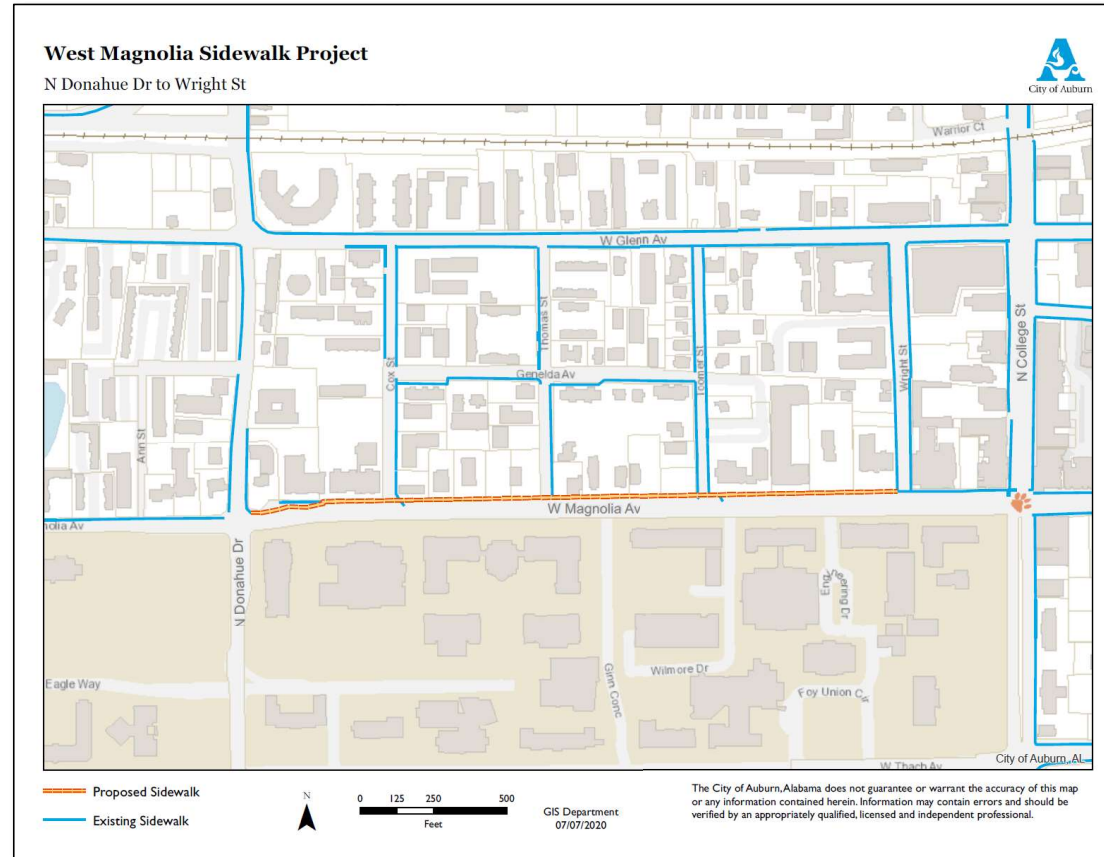 West Magnolia Sidewalk Project
N Donahue Dr to Wright St
City of Auburn
Warrior Ct
W Glenn Av
Thomas St
N College St
Cox St
Genelda Av
Toomer St
Wright St
Ann St
W Magnolia Av
nolia Av
N Donahue Dr
Engineering Dr
Ginn Conc
Wilmore Dr
Eagle Way
Foy Union Cir
W Thach Av
City of Auburn, AL
Proposed Sidewalk
Existing Sidewalk
N
0 125 250 500
Feet
GIS Department
07/07/2020
The City of Auburn, Alabama does not guarantee or warrant the accuracy of this map
or any information contained herein. Information may contain errors and should be
verified by an appropriately qualified, licensed and independent professional.